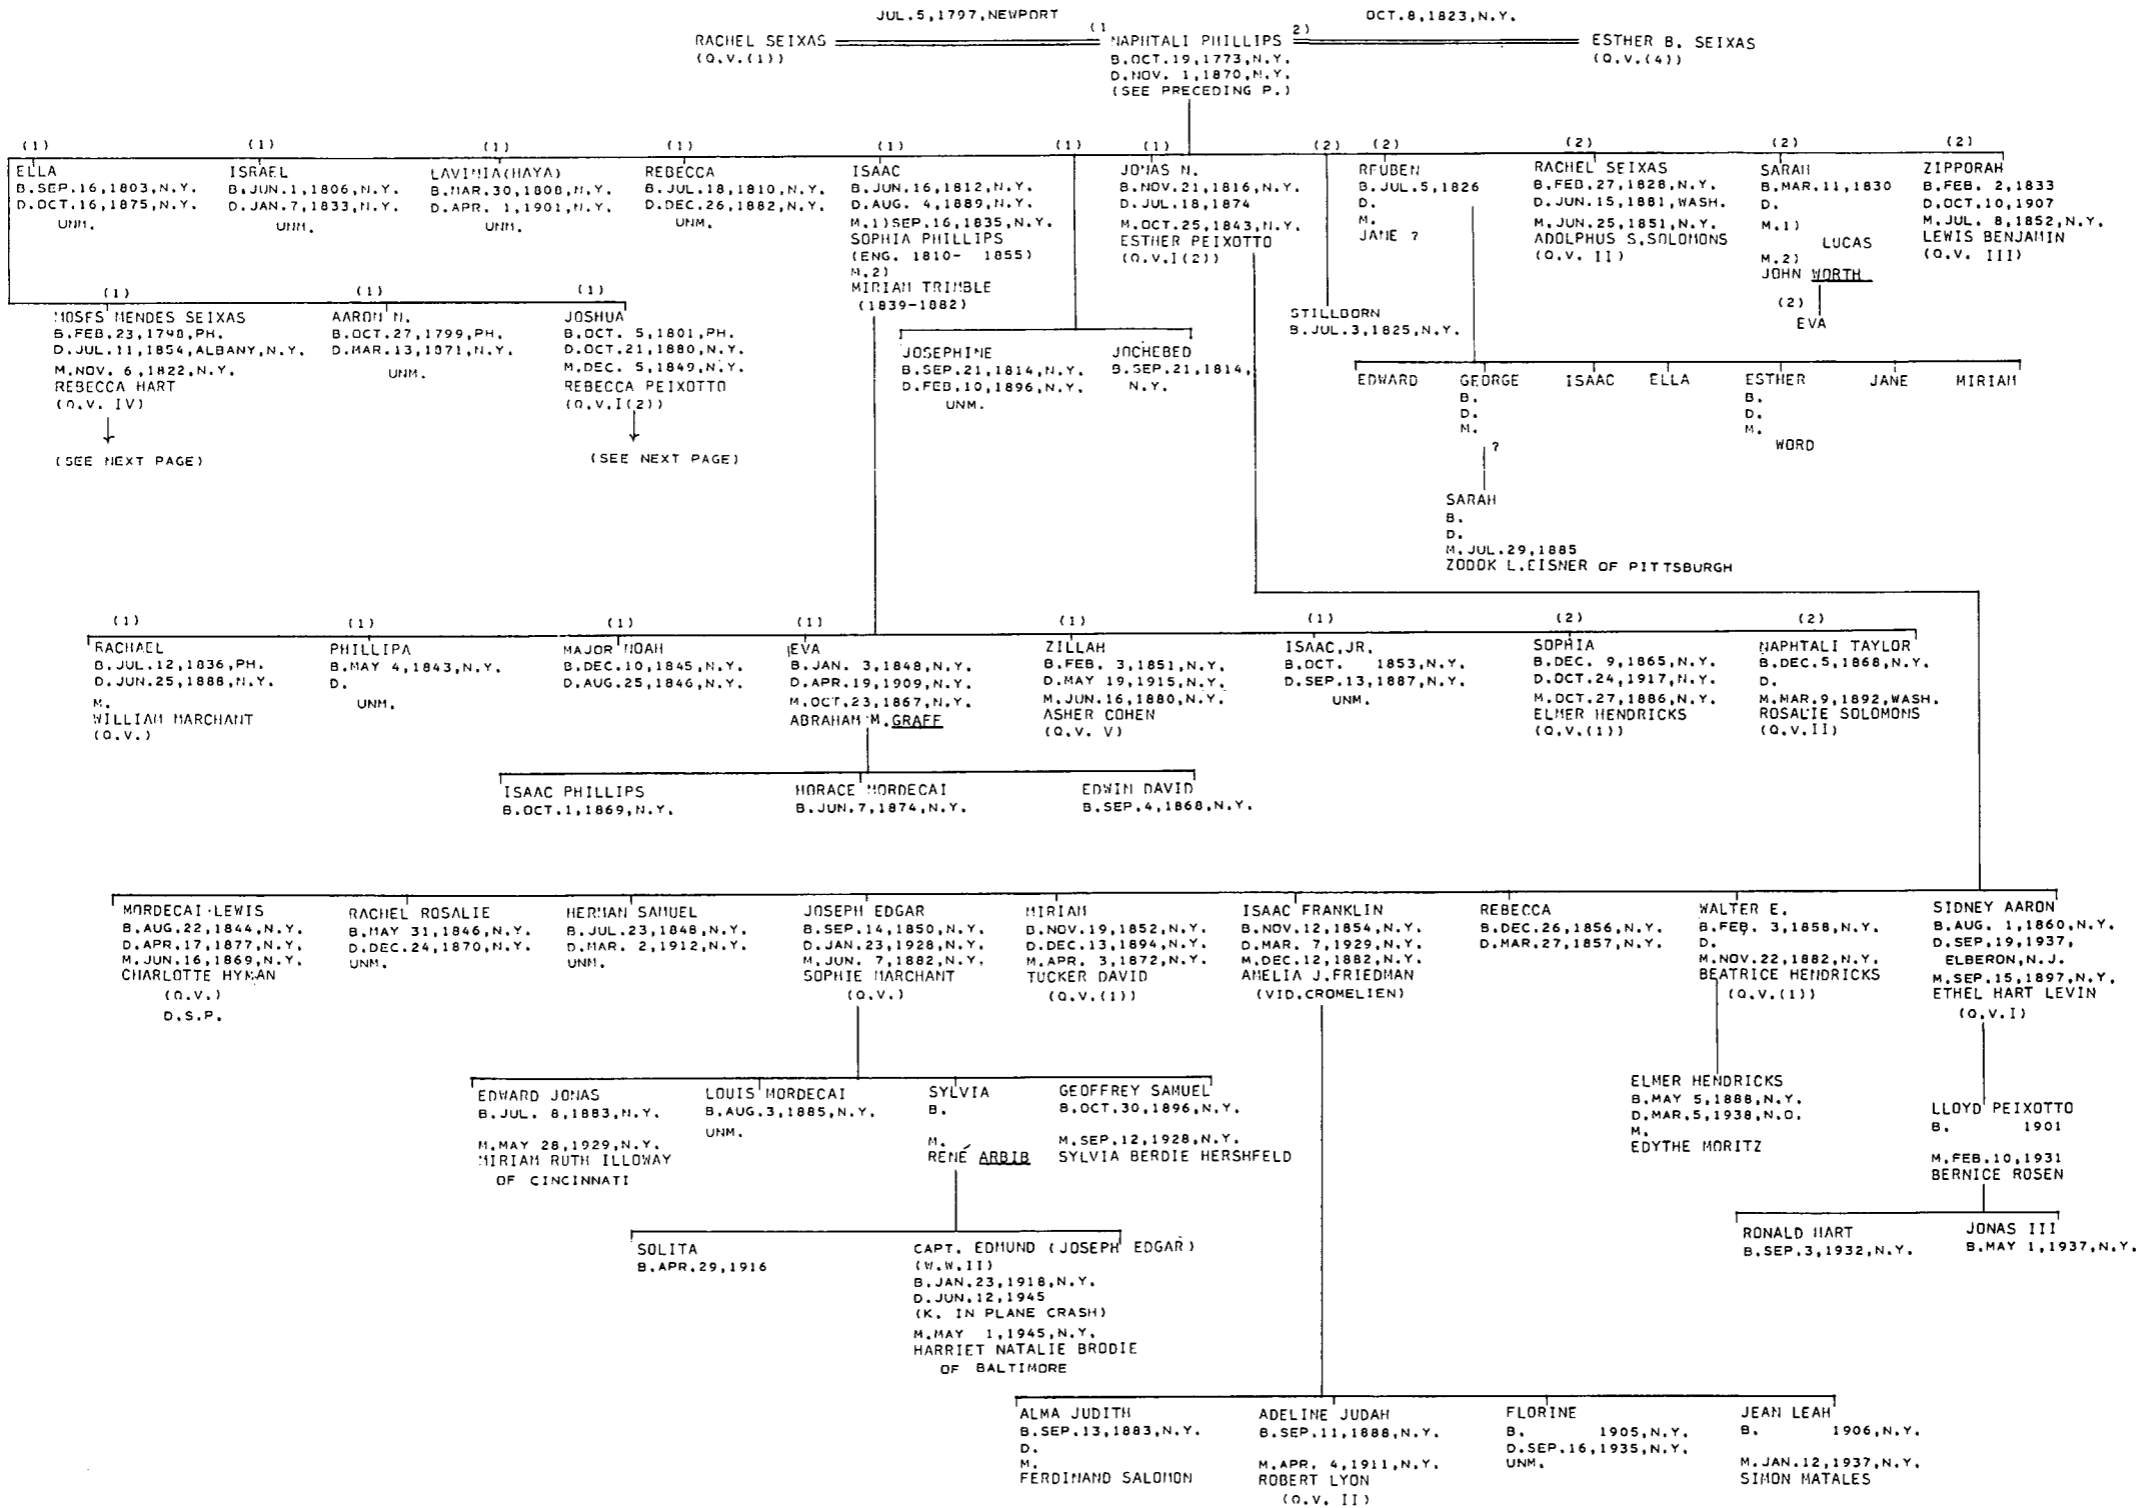 JUL.5,1797,NEWPORT
OCT.8,1823,N.Y.
RACHEL SEIXAS
(Q.V.(1))
(1
NAPHTALI PHILLIPS
2)
B.OCT.19,1773,N.Y.
D.NOV. 1,1870,N.Y.
(SEE PRECEDING P.)
ESTHER B. SEIXAS
(Q.V.(4))
(1)
ELLA
B.SEP.16,1803,N.Y.
D.OCT.16,1875,N.Y.
UNM.
(1)
ISRAEL
B.JUN.1,1806,N.Y.
D.JAN.7,1833,N.Y.
UNM.
(1)
LAVINIA(HAYA)
B.MAR.30,1808,N.Y.
D.APR. 1,1901,N.Y.
UNM.
(1)
REBECCA
B.JUL.18,1810,N.Y.
D.DEC.26,1882,N.Y.
UNM.
(1)
ISAAC
B.JUN.16,1812,N.Y.
D.AUG. 4,1889,N.Y.
M.1)SEP.16,1835,N.Y.
SOPHIA PHILLIPS
(ENG. 1810- 1855)
M.2)
MIRIAM TRIMBLE
(1839-1882)
(1)
(1)
JONAS N.
B.NOV.21,1816,N.Y.
D.JUL.18,1874
M.OCT.25,1843,N.Y.
ESTHER PEIXOTTO
(Q.V.I(2))
(2)
(2)
REUBEN
B.JUL.5,1826
D.
M.
JANE ?
(2)
RACHEL SEIXAS
B.FEB.27,1828,N.Y.
D.JUN.15,1881,WASH.
M.JUN.25,1851,N.Y.
ADOLPHUS S.SOLOMONS
(Q.V. II)
(2)
SARAH
B.MAR.11,1830
D.
M.1)
LUCAS
M.2)
JOHN WORTH
(2)
EVA
(2)
ZIPPORAH
B.FEB. 2,1833
D.OCT.10,1907
M.JUL. 8,1852,N.Y.
LEWIS BENJAMIN
(Q.V. III)
(1)
MOSES MENDES SEIXAS
B.FEB.23,1798,PH.
D.JUL.11,1854,ALBANY,N.Y.
M.NOV. 6,1822,N.Y.
REBECCA HART
(Q.V. IV)
(SEE NEXT PAGE)
(1)
AARON N.
B.OCT.27,1799,PH.
D.MAR.13,1871,N.Y.
UNM.
(1)
JOSHUA
B.OCT. 5,1801,PH.
D.OCT.21,1880,N.Y.
M.DEC. 5,1849,N.Y.
REBECCA PEIXOTTO
(Q.V.I(2))
(SEE NEXT PAGE)
JOSEPHINE
B.SEP.21,1814,N.Y.
D.FEB.10,1896,N.Y.
UNM.
JOCHEBED
B.SEP.21,1814,
N.Y.
STILLBORN
B.JUL.3,1825,N.Y.
EDWARD
GEORGE
B.
D.
M.
?
ISAAC
ELLA
ESTHER
B.
D.
M.
WORD
JANE
MIRIAM
SARAH
B.
D.
M.JUL.29,1885
ZODOK L.EISNER OF PITTSBURGH
(1)
RACHAEL
B.JUL.12,1836,PH.
D.JUN.25,1888,N.Y.
M.
WILLIAM MARCHANT
(Q.V.)
(1)
PHILLIPA
B.MAY 4,1843,N.Y.
D.
UNM.
(1)
MAJOR NOAH
B.DEC.10,1845,N.Y.
D.AUG.25,1846,N.Y.
(1)
EVA
B.JAN. 3,1848,N.Y.
D.APR.19,1909,N.Y.
M.OCT.23,1867,N.Y.
ABRAHAM M.GRAFF
(1)
ZILLAH
B.FEB. 3,1851,N.Y.
D.MAY 19,1915,N.Y.
M.JUN.16,1880,N.Y.
ASHER COHEN
(Q.V. V)
(1)
ISAAC,JR.
B.OCT. 1853,N.Y.
D.SEP.13,1887,N.Y.
UNM.
(2)
SOPHIA
B.DEC. 9,1865,N.Y.
D.OCT.24,1917,N.Y.
M.OCT.27,1886,N.Y.
ELMER HENDRICKS
(Q.V.(1))
(2)
NAPHTALI TAYLOR
B.DEC.5,1868,N.Y.
D.
M.MAR.9,1892,WASH.
ROSALIE SOLOMONS
(Q.V.II)
ISAAC PHILLIPS
B.OCT.1,1869,N.Y.
HORACE MORDECAI
B.JUN.7,1874,N.Y.
EDWIN DAVID
B.SEP.4,1868,N.Y.
MORDECAI LEWIS
B.AUG.22,1844,N.Y.
D.APR.17,1877,N.Y.
M.JUN.16,1869,N.Y.
CHARLOTTE HYMAN
(Q.V.)
D.S.P.
RACHEL ROSALIE
B.MAY 31,1846,N.Y.
D.DEC.24,1870,N.Y.
UNM.
HERMAN SAMUEL
B.JUL.23,1848,N.Y.
D.MAR. 2,1912,N.Y.
UNM.
JOSEPH EDGAR
B.SEP.14,1850,N.Y.
D.JAN.23,1928,N.Y.
M.JUN. 7,1882,N.Y.
SOPHIE MARCHANT
(Q.V.)
MIRIAM
B.NOV.19,1852,N.Y.
D.DEC.13,1894,N.Y.
M.APR. 3,1872,N.Y.
TUCKER DAVID
(Q.V.(1))
ISAAC FRANKLIN
B.NOV.12,1854,N.Y.
D.MAR. 7,1929,N.Y.
M.DEC.12,1882,N.Y.
AMELIA J.FRIEDMAN
(VID.CROMELIEN)
REBECCA
B.DEC.26,1856,N.Y.
D.MAR.27,1857,N.Y.
WALTER E.
B.FEB. 3,1858,N.Y.
D.
M.NOV.22,1882,N.Y.
BEATRICE HENDRICKS
(Q.V.(1))
SIDNEY AARON
B.AUG. 1,1860,N.Y.
D.SEP.19,1937,
ELBERON,N.J.
M.SEP.15,1897,N.Y.
ETHEL HART LEVIN
(Q.V.I)
EDWARD JONAS
B.JUL. 8,1883,N.Y.
M.MAY 28,1929,N.Y.
MIRIAM RUTH ILLOWAY
OF CINCINNATI
LOUIS MORDECAI
B.AUG.3,1885,N.Y.
UNM.
SYLVIA
B.
M.
RENÉ ARBIB
GEOFFREY SAMUEL
B.OCT.30,1896,N.Y.
M.SEP.12,1928,N.Y.
SYLVIA BERDIE HERSHFELD
ELMER HENDRICKS
B.MAY 5,1888,N.Y.
D.MAR.5,1938,N.O.
M.
EDYTHE MORITZ
LLOYD PEIXOTTO
B. 1901
M.FEB.10,1931
BERNICE ROSEN
SOLITA
B.APR.29,1916
CAPT. EDMUND (JOSEPH EDGAR)
(W.W.II)
B.JAN.23,1918,N.Y.
D.JUN.12,1945
(K. IN PLANE CRASH)
M.MAY 1,1945,N.Y.
HARRIET NATALIE BRODIE
OF BALTIMORE
RONALD HART
B.SEP.3,1932,N.Y.
JONAS III
B.MAY 1,1937,N.Y.
ALMA JUDITH
B.SEP.13,1883,N.Y.
D.
M.
FERDINAND SALOMON
ADELINE JUDAH
B.SEP.11,1888,N.Y.
M.APR. 4,1911,N.Y.
ROBERT LYON
(Q.V. II)
FLORINE
B. 1905,N.Y.
D.SEP.16,1935,N.Y.
UNM.
JEAN LEAH
B. 1906,N.Y.
M.JAN.12,1937,N.Y.
SIMON MATALES